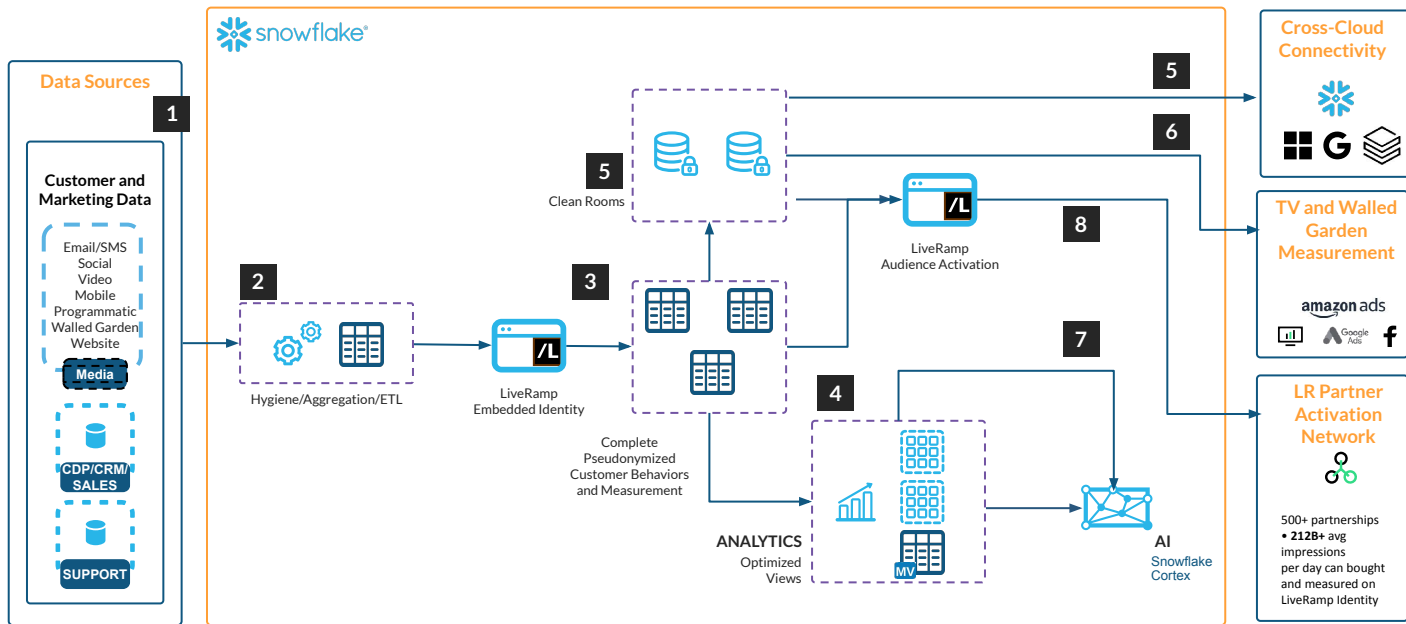 snowflake®
Data Sources
1
Customer and
Marketing Data
Email/SMS
Social
Video
Mobile
Programmatic
Walled Garden
Website
Media
CDP/CRM/
SALES
SUPPORT
2
Hygiene/Aggregation/ETL
/L
LiveRamp
Embedded Identity
3
Complete
Pseudonymized
Customer Behaviors
and Measurement
5
Clean Rooms
/L
LiveRamp
Audience Activation
4
ANALYTICS
Optimized
Views
MV
7
AI
Snowflake
Cortex
5
6
8
Cross-Cloud
Connectivity
G
TV and Walled
Garden
Measurement
amazon ads
Google
Ads
f
LR Partner
Activation
Network
500+ partnerships
• 212B+ avg
impressions
per day can bought
and measured on
LiveRamp Identity